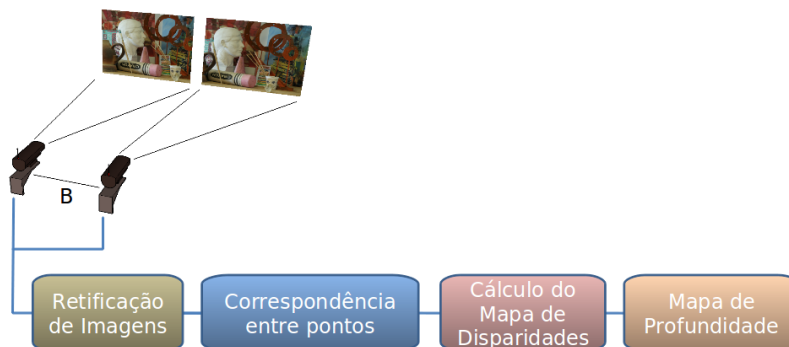 B
Retificação
de Imagens
Correspondência
entre pontos
Cálculo do
Mapa de
Disparidades
Mapa de
Profundidade